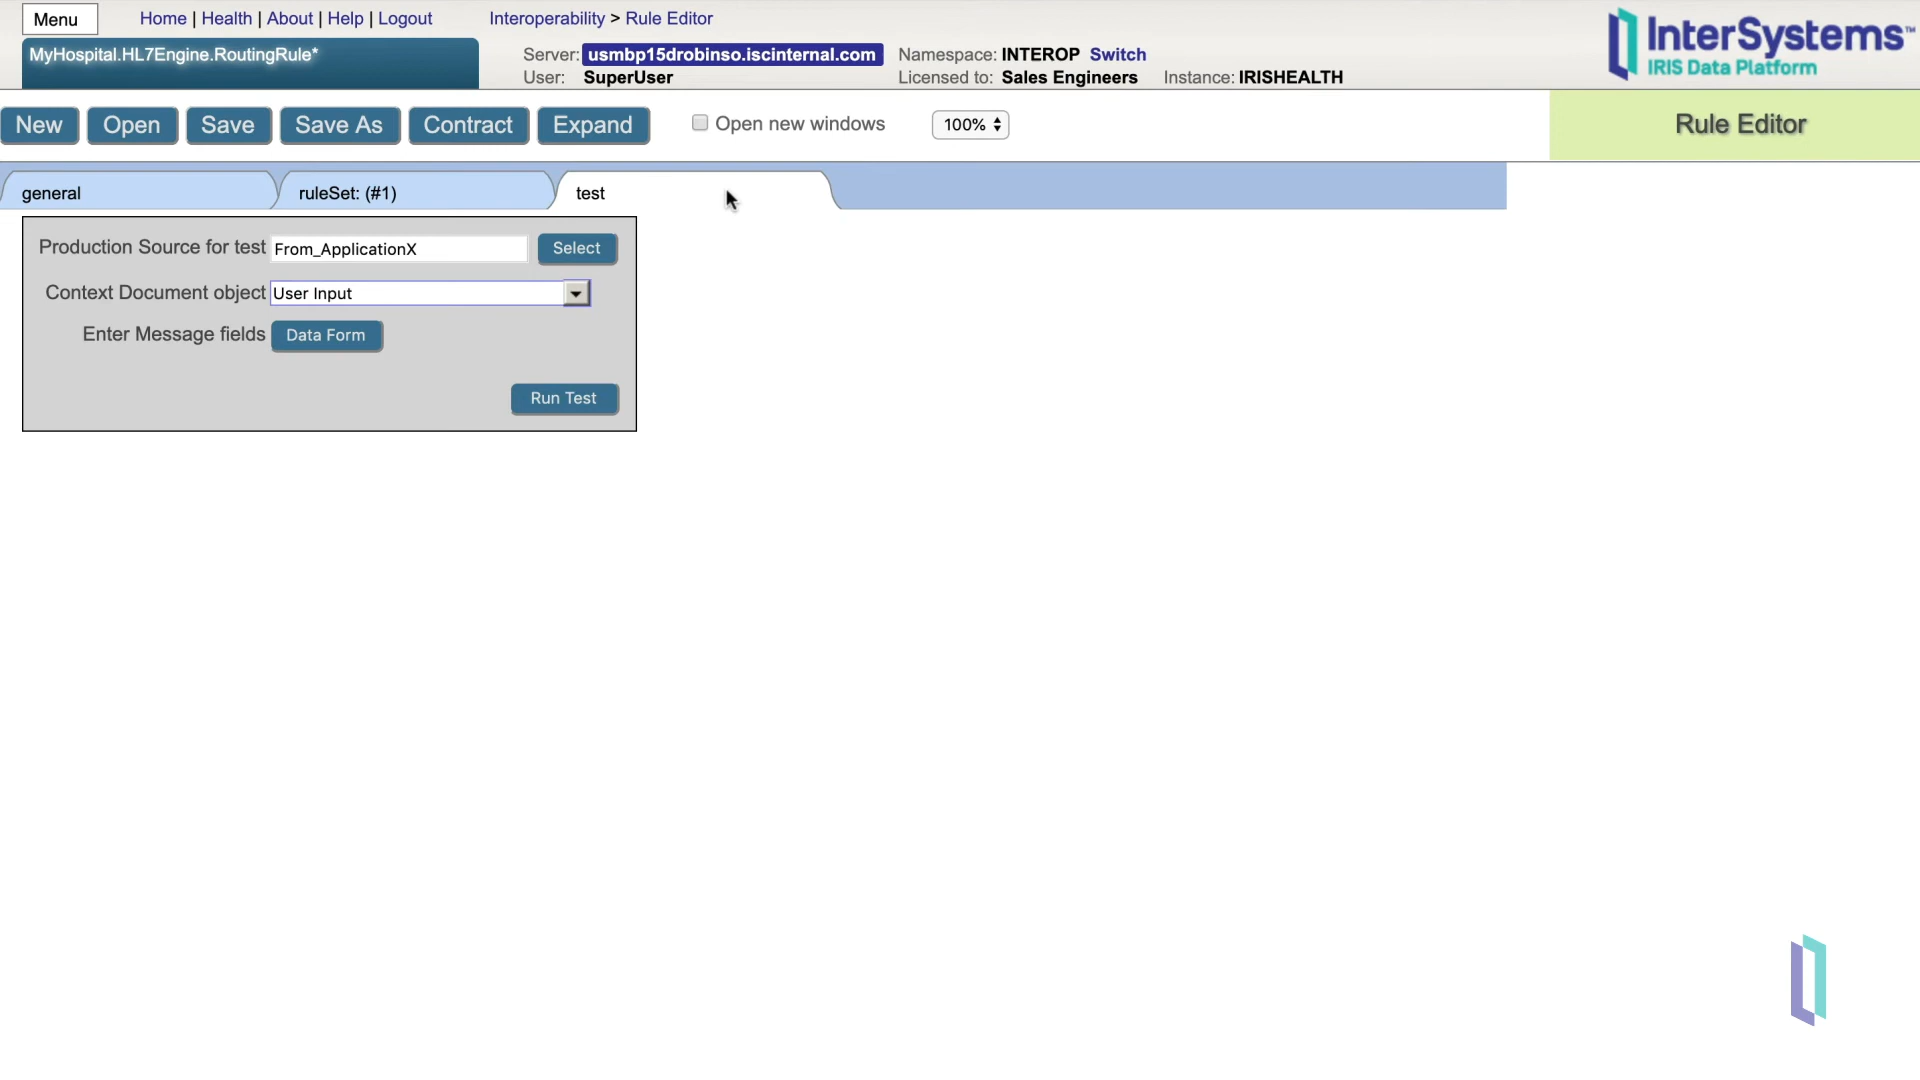 Menu
Home | Health | About | Help | Logout
Interoperability > Rule Editor
MyHospital.HL7Engine.RoutingRule*
Server: usmbp15drobinso.iscinternal.com
Namespace: INTEROP Switch
User: SuperUser
Licensed to: Sales Engineers
Instance: IRISHEALTH
InterSystems™
IRIS Data Platform
New
Open
Save
Save As
Contract
Expand
Open new windows
100%
Rule Editor
general
ruleSet: (#1)
test
Production Source for test From_ApplicationX Select
Context Document object User Input
Enter Message fields Data Form
Run Test